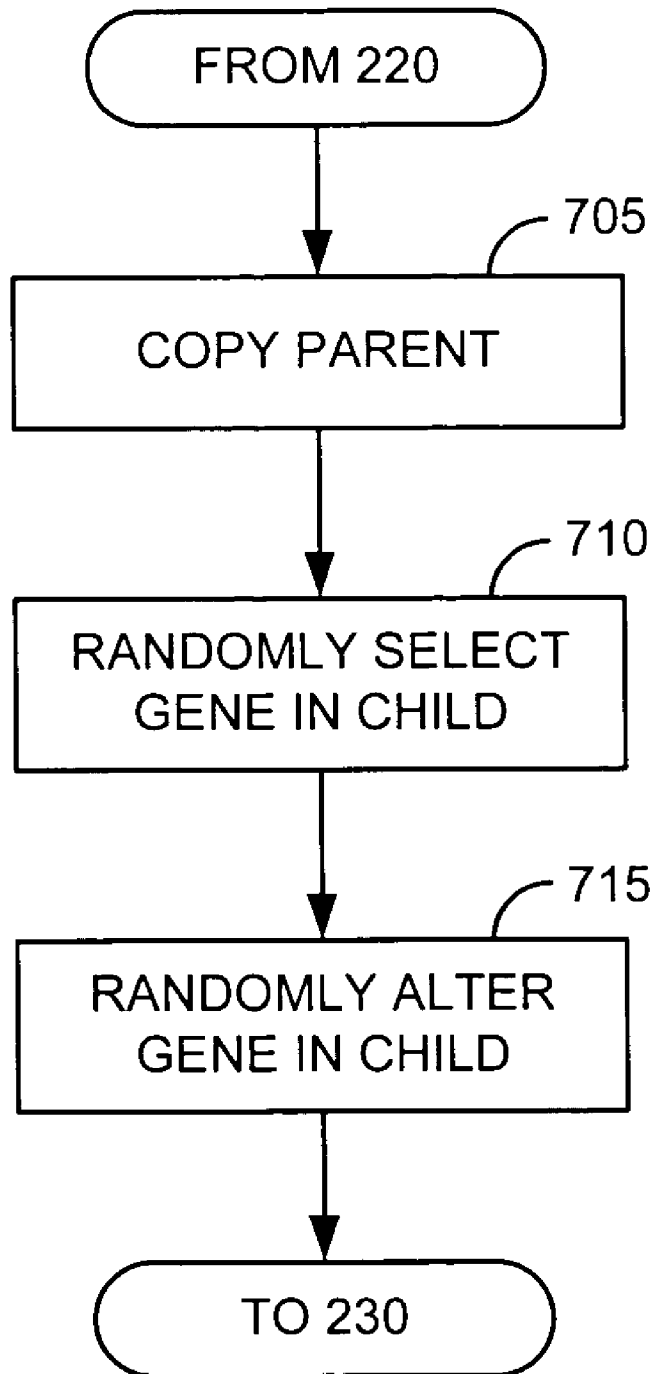 FROM 220
705
COPY PARENT
710
RANDOMLY SELECT
GENE IN CHILD
715
RANDOMLY ALTER
GENE IN CHILD
TO 230